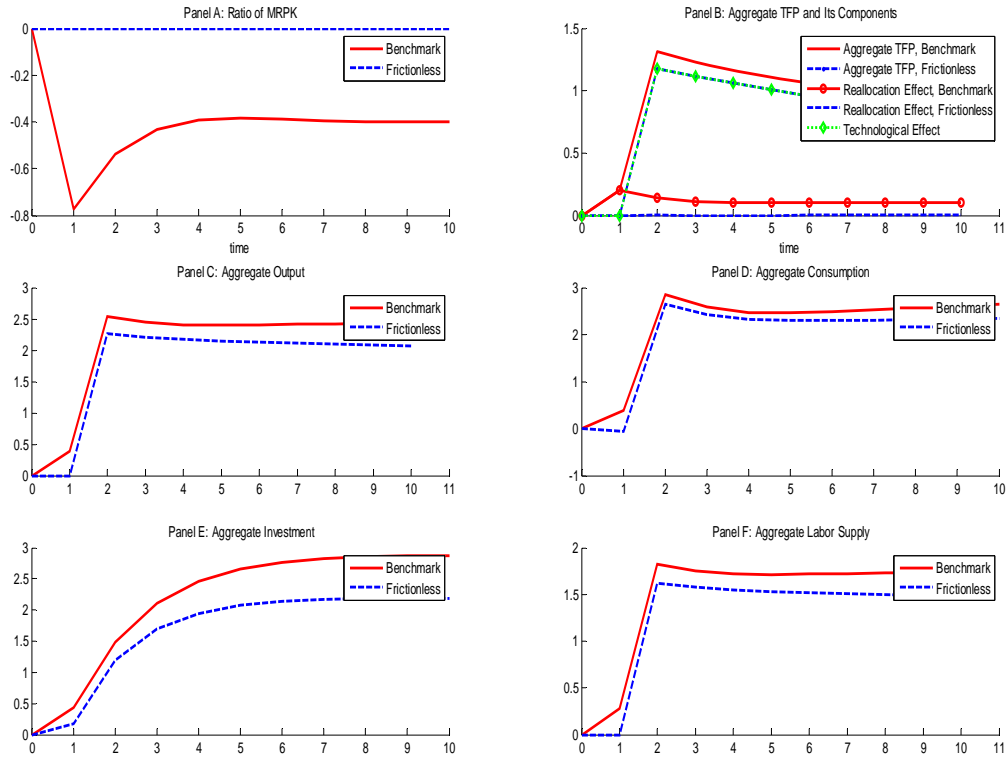 Panel A: Ratio of MRPK
0
-0.2
-0.4
-0.6
-0.8
0 1 2 3 4 5 6 7 8 9 10
time
Benchmark
Frictionless
Panel B: Aggregate TFP and Its Components
1.5
1
0.5
0
0 1 2 3 4 5 6 7 8 9 10 11
time
Aggregate TFP, Benchmark
Aggregate TFP, Frictionless
Reallocation Effect, Benchmark
Reallocation Effect, Frictionless
Technological Effect
Panel C: Aggregate Output
3
2.5
2
1.5
1
0.5
0
0 1 2 3 4 5 6 7 8 9 10 11
Benchmark
Frictionless
Panel D: Aggregate Consumption
3
2
1
0
-1
0 1 2 3 4 5 6 7 8 9 10
Benchmark
Frictionless
Panel E: Aggregate Investment
3
2.5
2
1.5
1
0.5
0
0 1 2 3 4 5 6 7 8 9 10
Benchmark
Frictionless
Panel F: Aggregate Labor Supply
2
1.5
1
0.5
0
0 1 2 3 4 5 6 7 8 9 10 11
Benchmark
Frictionless